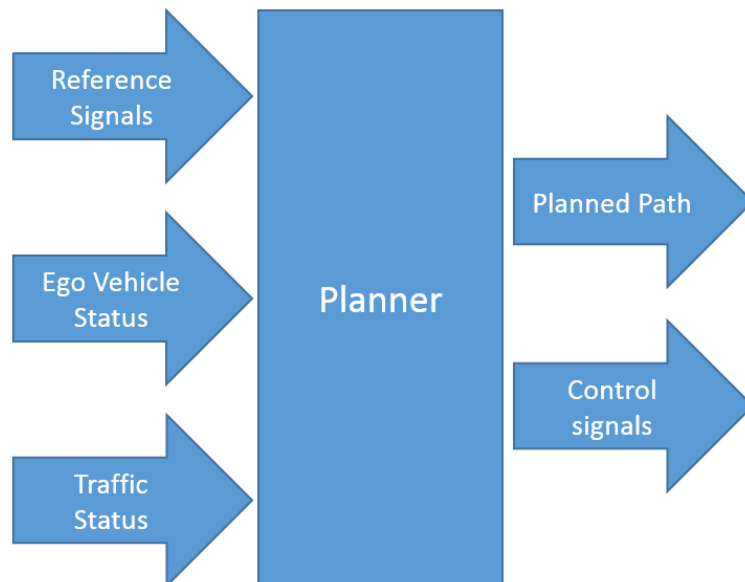 Reference
Signals
Ego Vehicle
Status
Traffic
Status
Planner
Planned Path
Control
signals